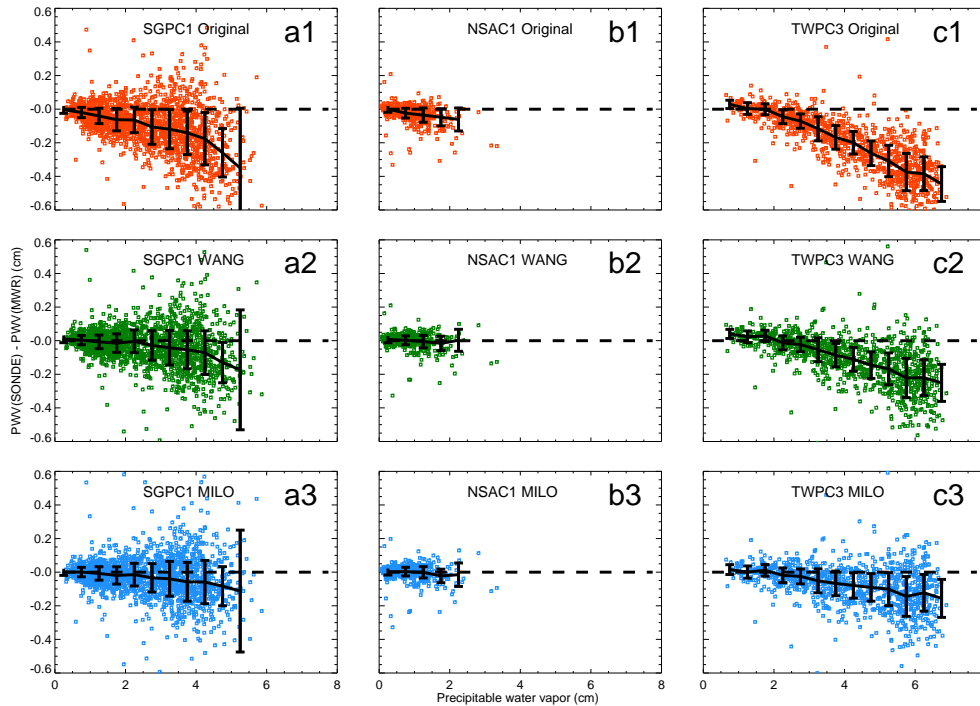 SGPC1 Original
a1
NSAC1 Original
b1
TWPC3 Original
c1
0.6
0.4
0.2
-0.0
-0.2
-0.4
-0.6
SGPC1 WANG
a2
NSAC1 WANG
b2
TWPC3 WANG
c2
0.6
0.4
0.2
-0.0
-0.2
-0.4
-0.6
PWV(SONDE) - PWV(MWR) (cm)
SGPC1 MILO
a3
NSAC1 MILO
b3
TWPC3 MILO
c3
0.6
0.4
0.2
-0.0
-0.2
-0.4
-0.6
0 2 4 6 8
0 2 4 6 8
0 2 4 6 8
Precipitable water vapor (cm)